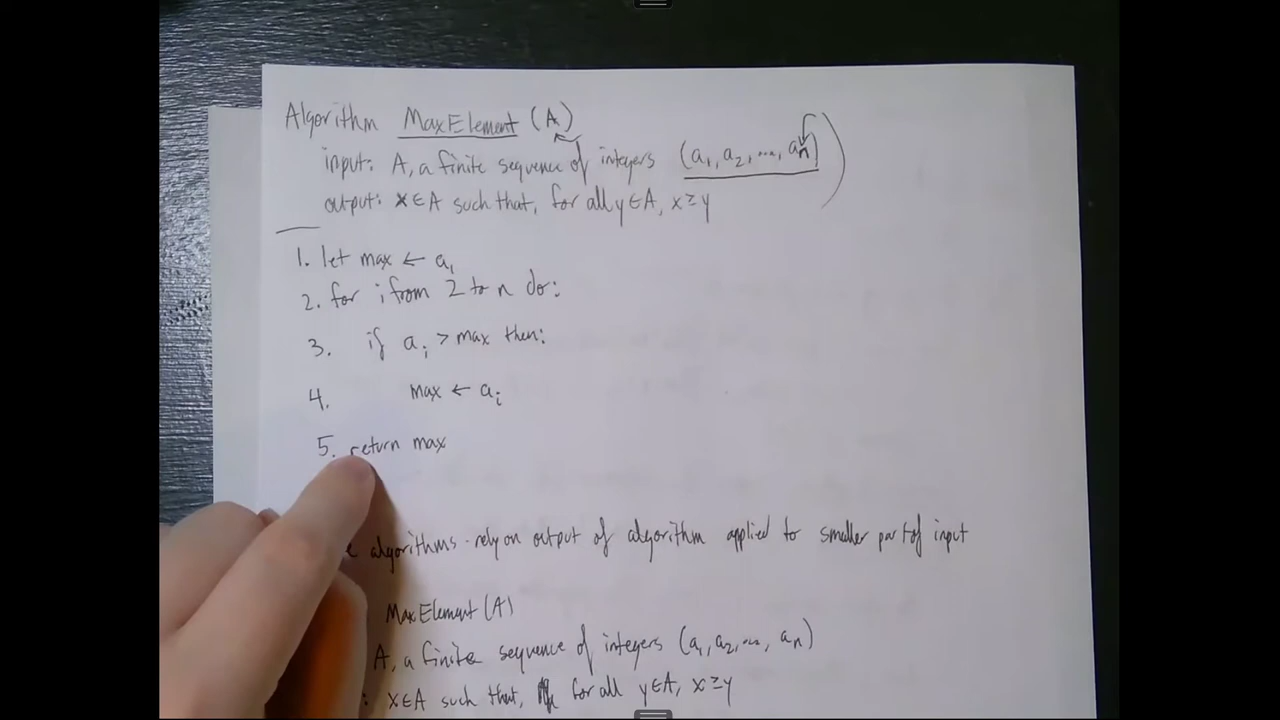 Algorithm MaxElement (A)
input: A, a finite sequence of integers (a₁, a₂, ..., aₙ)
output: x ∈ A such that, for all y ∈ A, x ≥ y
1. let max ← a₁
2. for i from 2 to n do:
3. if aᵢ > max then:
4. max ← aᵢ
5. return max
algorithms - rely on output of algorithm applied to smaller part of input
MaxElement (A)
A, a finite sequence of integers (a₁, a₂, ..., aₙ)
: x ∈ A such that, for all y ∈ A, x ≥ y